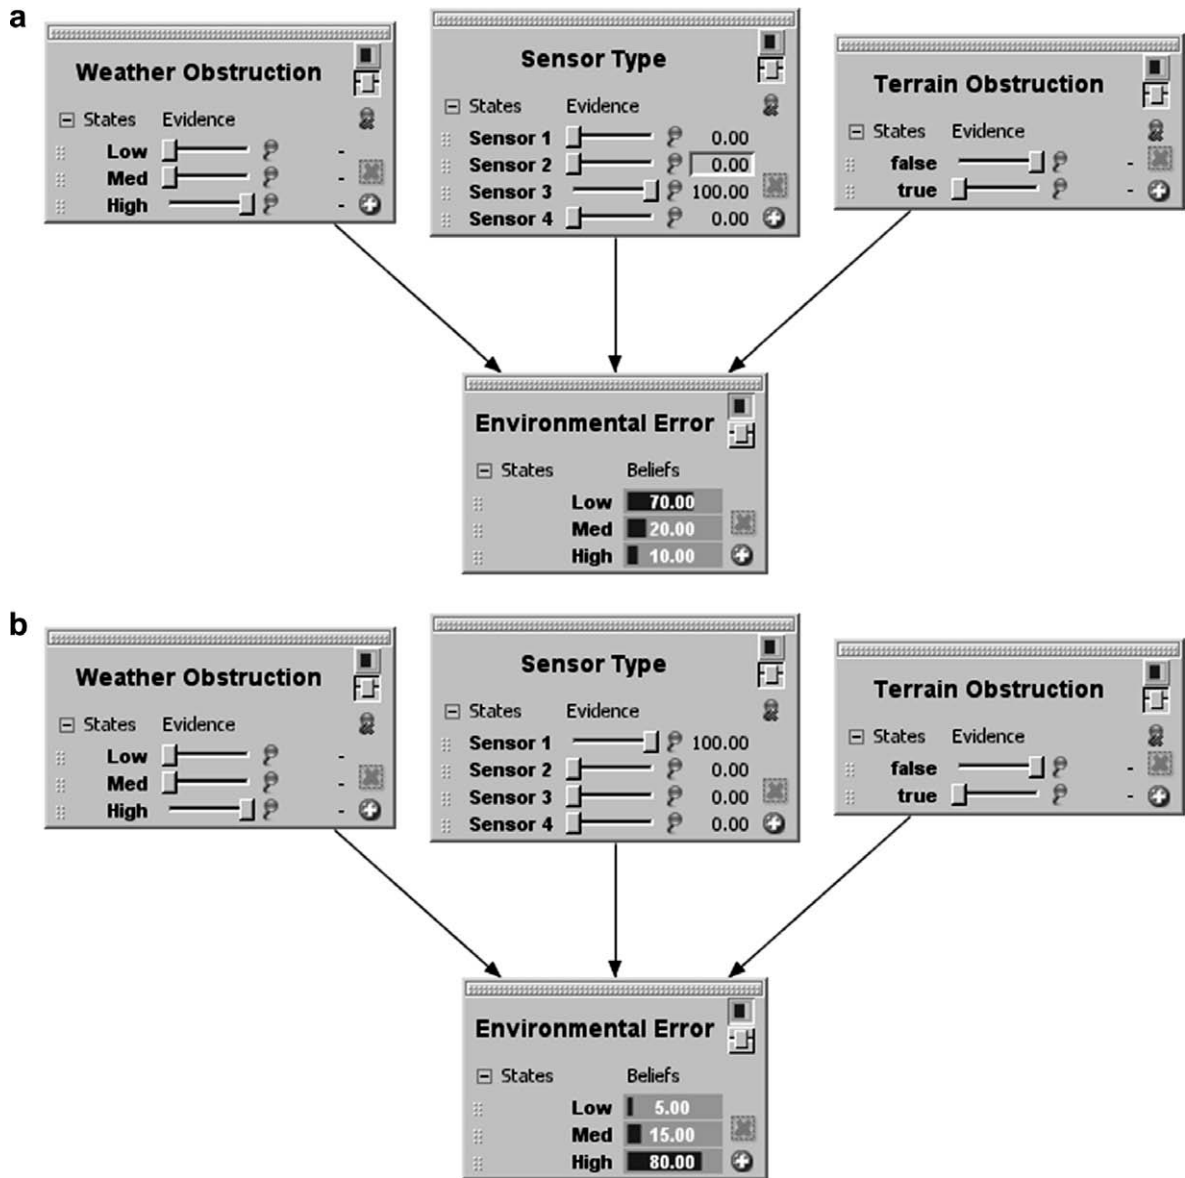 a
Weather Obstruction
States Evidence
Low -
Med -
High -
Sensor Type
States Evidence
Sensor 1 0.00
Sensor 2 0.00
Sensor 3 100.00
Sensor 4 0.00
Terrain Obstruction
States Evidence
false -
true -
Environmental Error
States Beliefs
Low 70.00
Med 20.00
High 10.00
b
Weather Obstruction
States Evidence
Low -
Med -
High -
Sensor Type
States Evidence
Sensor 1 100.00
Sensor 2 0.00
Sensor 3 0.00
Sensor 4 0.00
Terrain Obstruction
States Evidence
false -
true -
Environmental Error
States Beliefs
Low 5.00
Med 15.00
High 80.00